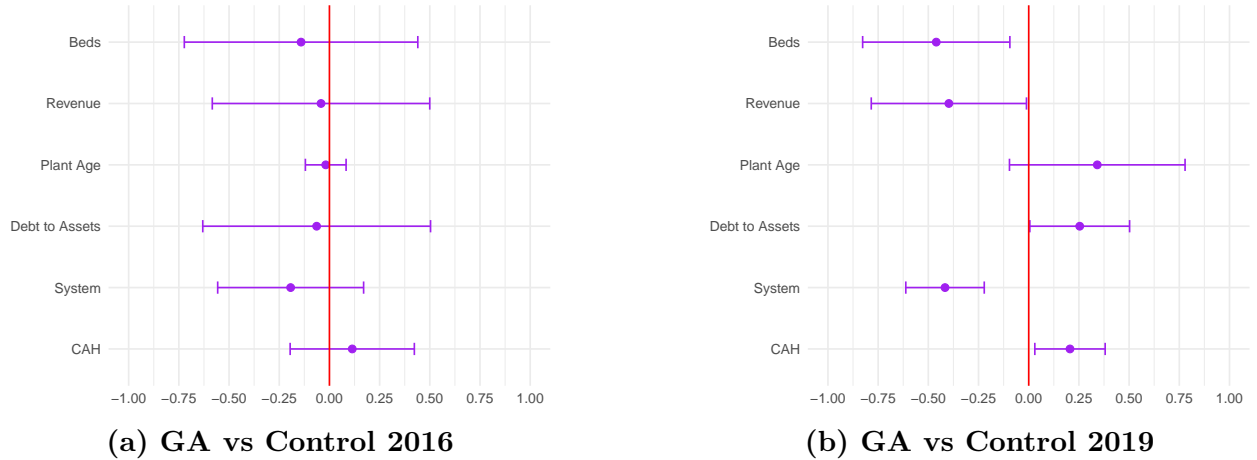 Beds
Revenue
Plant Age
Debt to Assets
System
CAH
−1.00 −0.75 −0.50 −0.25 0.00 0.25 0.50 0.75 1.00
(a) GA vs Control 2016
Beds
Revenue
Plant Age
Debt to Assets
System
CAH
−1.00 −0.75 −0.50 −0.25 0.00 0.25 0.50 0.75 1.00
(b) GA vs Control 2019